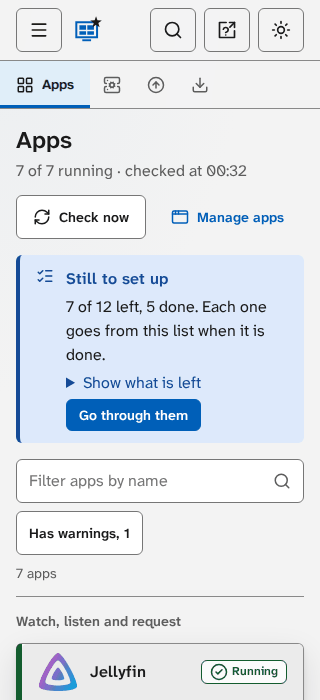 Apps
Apps
7 of 7 running · checked at 00:32
Check now
Manage apps
Still to set up
7 of 12 left, 5 done. Each one
goes from this list when it is
done.
Show what is left
Go through them
Filter apps by name
Has warnings, 1
7 apps
Watch, listen and request
Jellyfin
Running